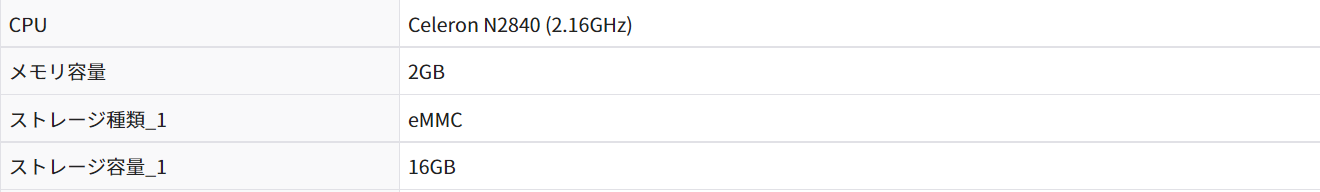 CPU Celeron N2840 (2.16GHz)
メモリ容量 2GB
ストレージ種類_1 eMMC
ストレージ容量_1 16GB